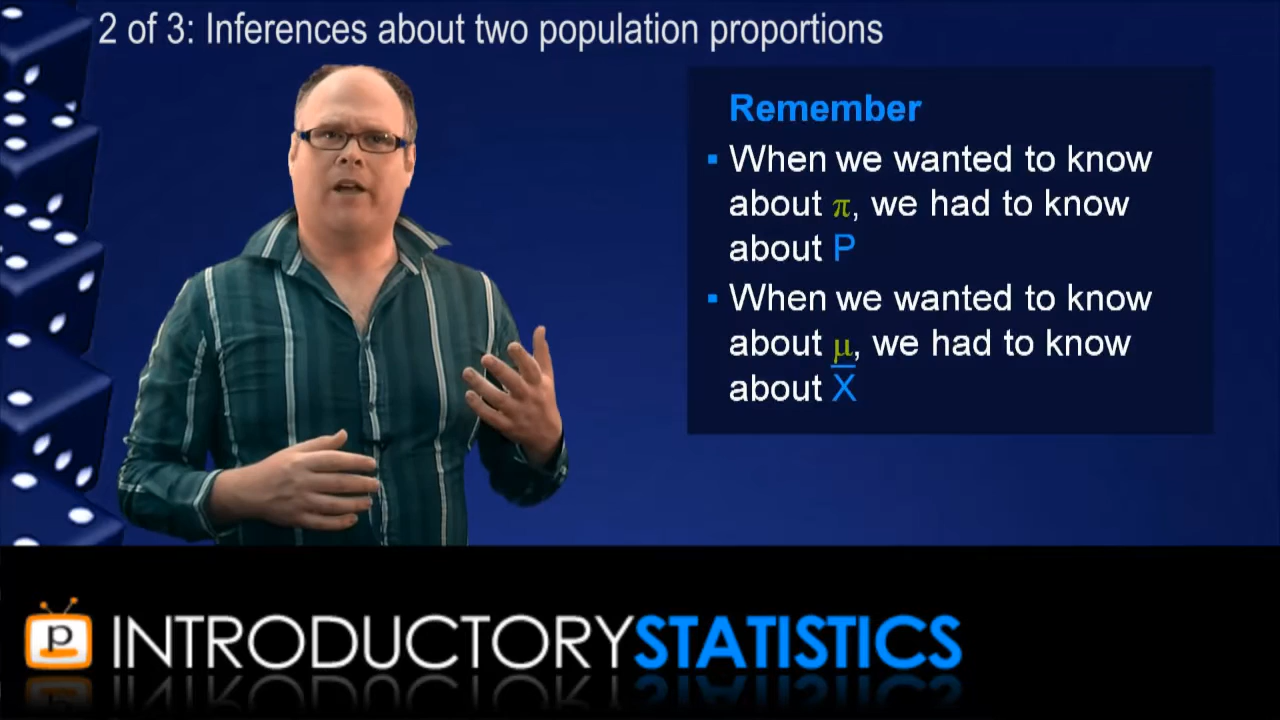 2 of 3: Inferences about two population proportions
Remember
▪ When we wanted to know
about π, we had to know
about P
▪ When we wanted to know
about μ, we had to know
about X̅
p INTRODUCTORYSTATISTICS